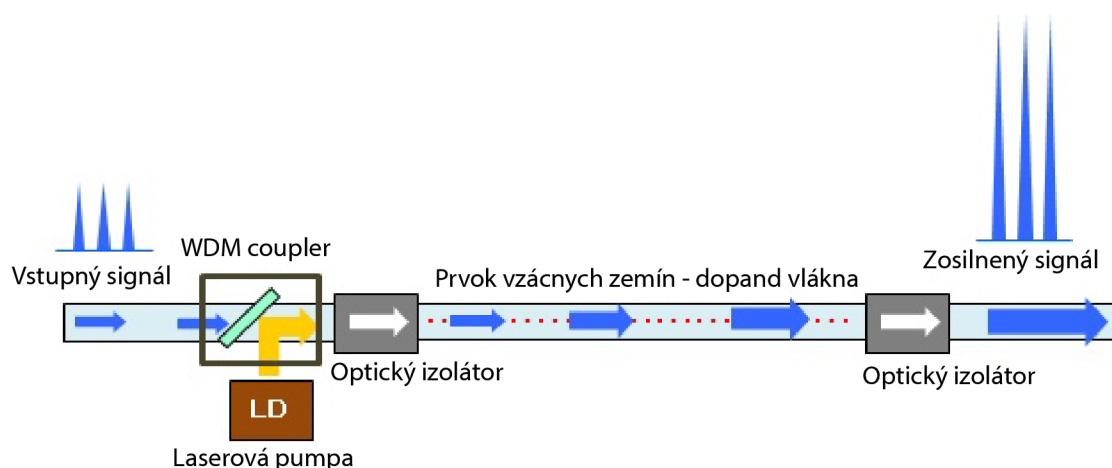 Vstupný signál
WDM coupler
Prvok vzácnych zemín - dopand vlákna
Zosilnený signál
Optický izolátor
Optický izolátor
LD
Laserová pumpa